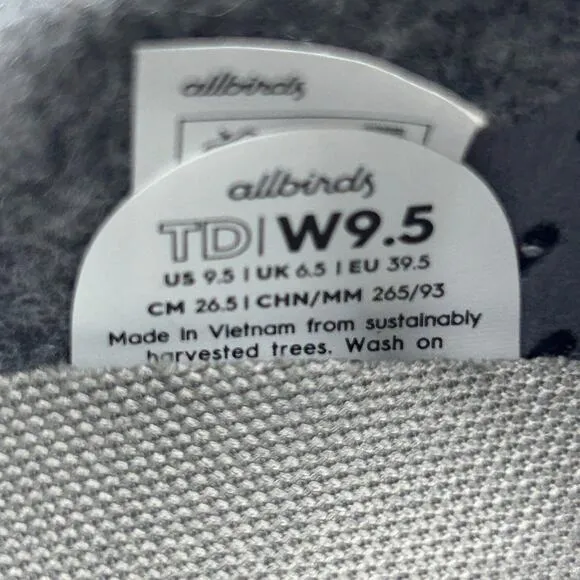 allbirds
allbirds
TD|W9.5
US 9.5 | UK 6.5 | EU 39.5
CM 26.5 | CHN/MM 265/93
Made In Vietnam from sustainably
harvested trees. Wash on